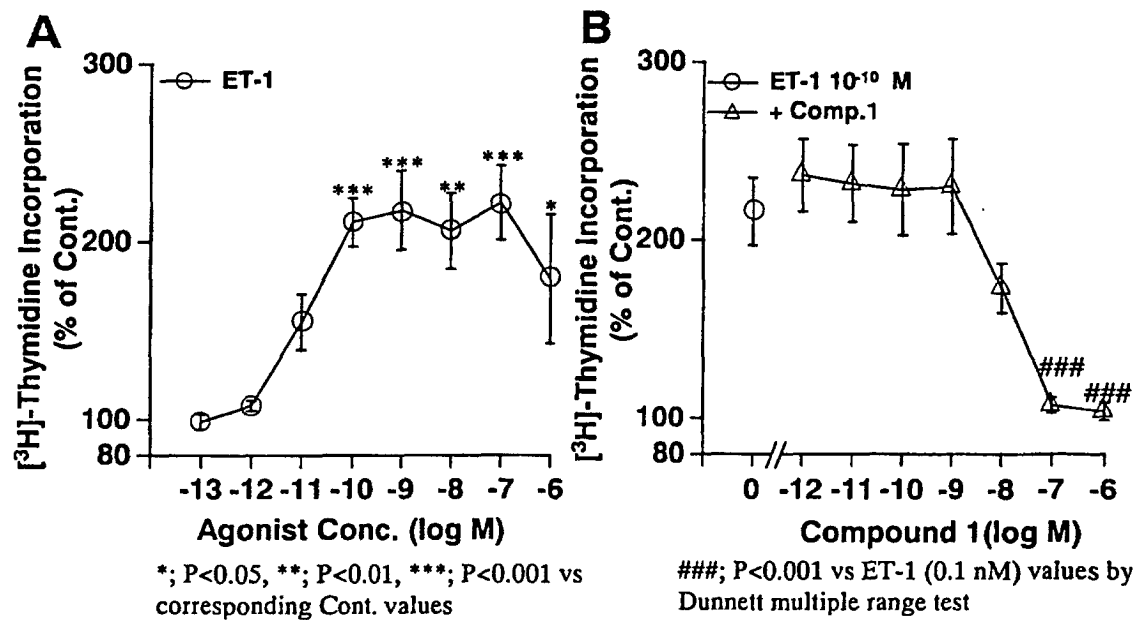 A
[³H]-Thymidine Incorporation
(% of Cont.)
300
200
100
80
ET-1
***
***
**
***
*
-13 -12 -11 -10 -9 -8 -7 -6
Agonist Conc. (log M)
*; P<0.05, **; P<0.01, ***; P<0.001 vs
corresponding Cont. values
B
[³H]-Thymidine Incorporation
(% of Cont.)
300
200
100
80
ET-1 10⁻¹⁰ M
+ Comp.1
###
###
0 -12 -11 -10 -9 -8 -7 -6
Compound 1(log M)
###; P<0.001 vs ET-1 (0.1 nM) values by
Dunnett multiple range test